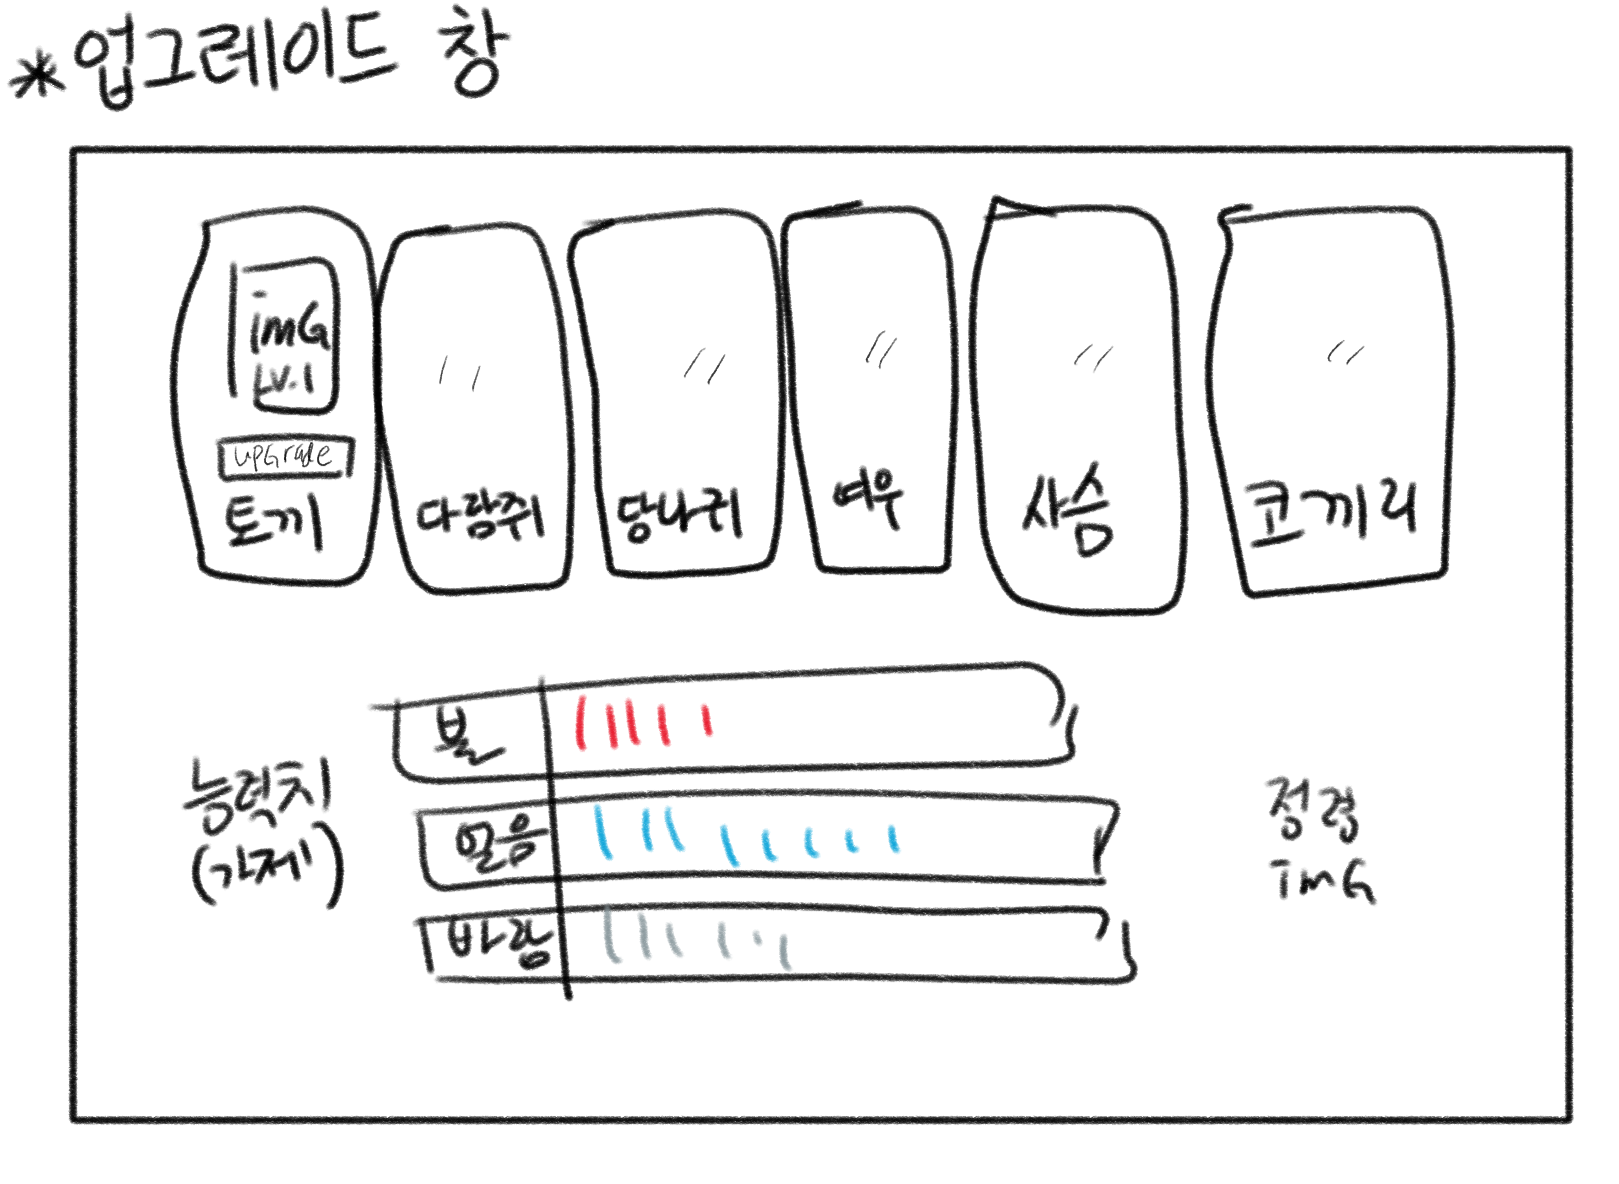 *업그레이드 창
imG
Lv.1
upGrade
토끼
다람쥐
당나귀
여우
사슴
코끼리
능력치
(가제)
불
얼음
바람
정령
imG